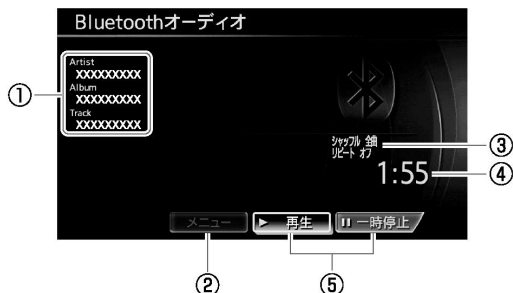 Bluetoothオーディオ
Artist
XXXXXXXXX
Album
XXXXXXXXX
Track
XXXXXXXXX
①
シャッフル 全曲
リピート オフ
③
1:55
④
メニュー
再生
一時停止
②
⑤